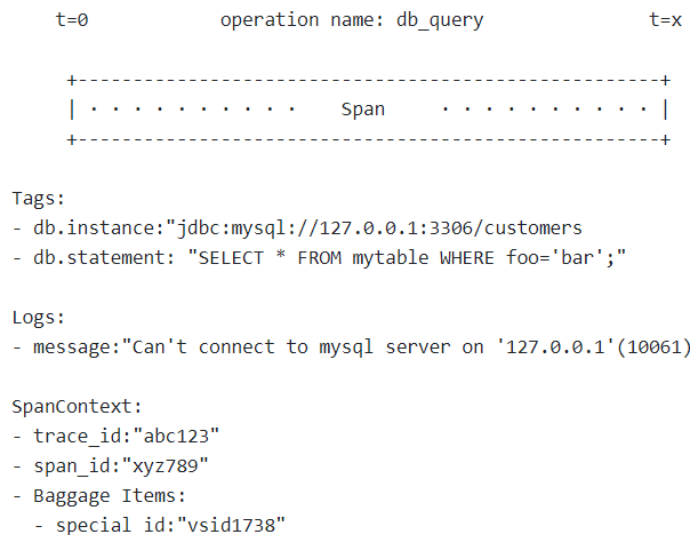 t=0 operation name: db_query t=x
+-----------------------------------------------------+
| · · · · · · · · · · Span · · · · · · · · · · |
+-----------------------------------------------------+
Tags:
- db.instance:"jdbc:mysql://127.0.0.1:3306/customers
- db.statement: "SELECT * FROM mytable WHERE foo='bar';"
Logs:
- message:"Can't connect to mysql server on '127.0.0.1'(10061)
SpanContext:
- trace_id:"abc123"
- span_id:"xyz789"
- Baggage Items:
- special_id:"vsid1738"